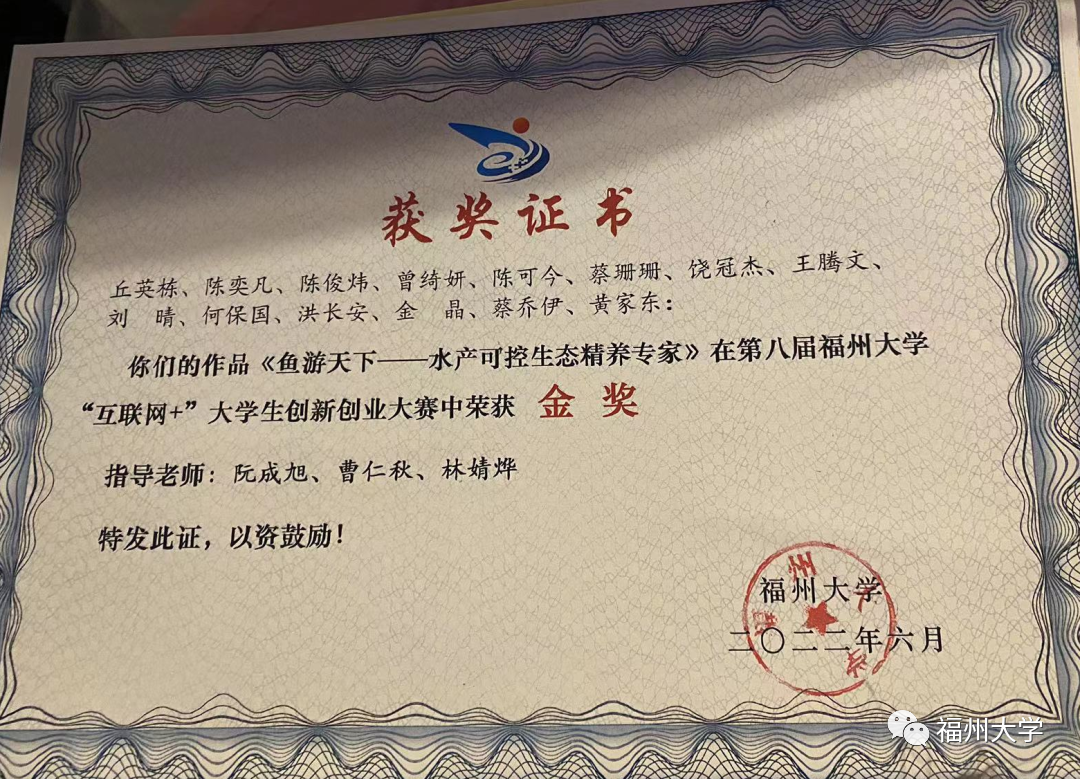 获奖证书
丘英栋、陈奕凡、陈俊炜、曾绮妍、陈可今、蔡珊珊、饶冠杰、王腾文、
刘　晴、何保国、洪长安、金　晶、蔡乔伊、黄家东：
你们的作品《鱼游天下——水产可控生态精养专家》在第八届福州大学
“互联网+”大学生创新创业大赛中荣获 金 奖
指导老师：阮成旭、曹仁秋、林婧烨
特发此证，以资鼓励！
福州大学
二〇二二年六月
福州大学
福州大学